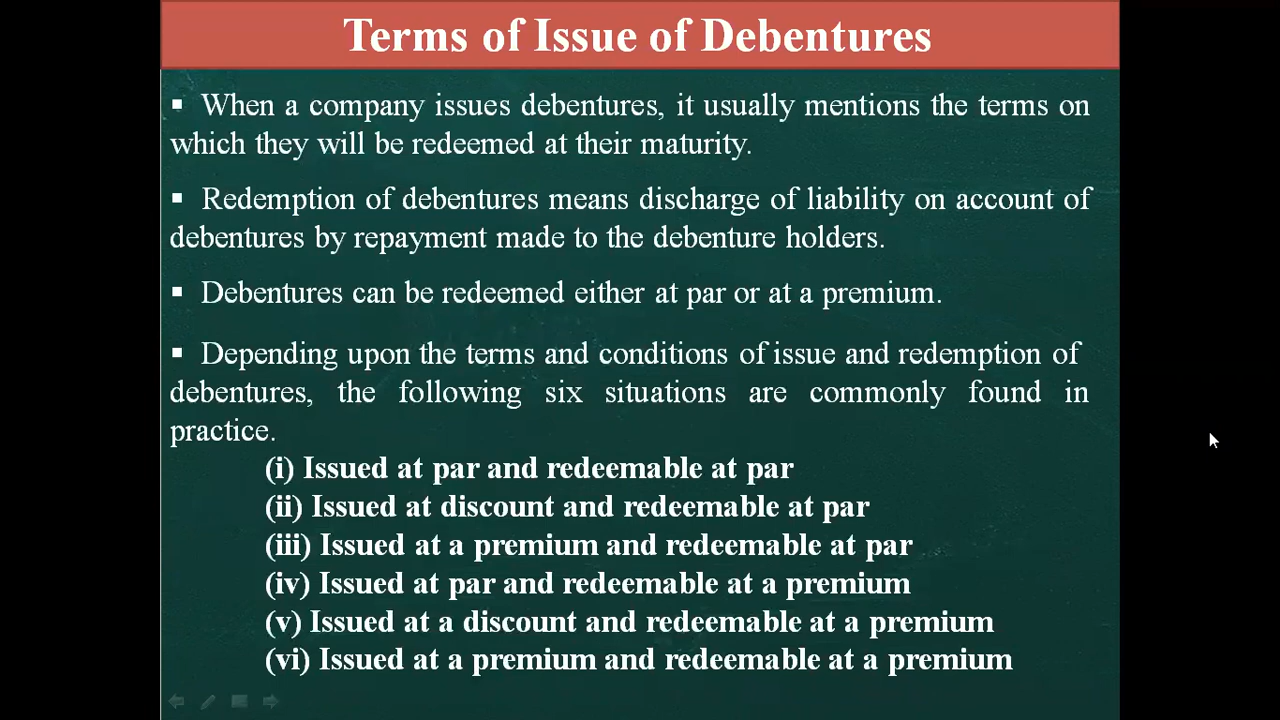 Terms of Issue of Debentures
▪ When a company issues debentures, it usually mentions the terms on
which they will be redeemed at their maturity.
▪ Redemption of debentures means discharge of liability on account of
debentures by repayment made to the debenture holders.
▪ Debentures can be redeemed either at par or at a premium.
▪ Depending upon the terms and conditions of issue and redemption of
debentures, the following six situations are commonly found in
practice.
(i) Issued at par and redeemable at par
(ii) Issued at discount and redeemable at par
(iii) Issued at a premium and redeemable at par
(iv) Issued at par and redeemable at a premium
(v) Issued at a discount and redeemable at a premium
(vi) Issued at a premium and redeemable at a premium